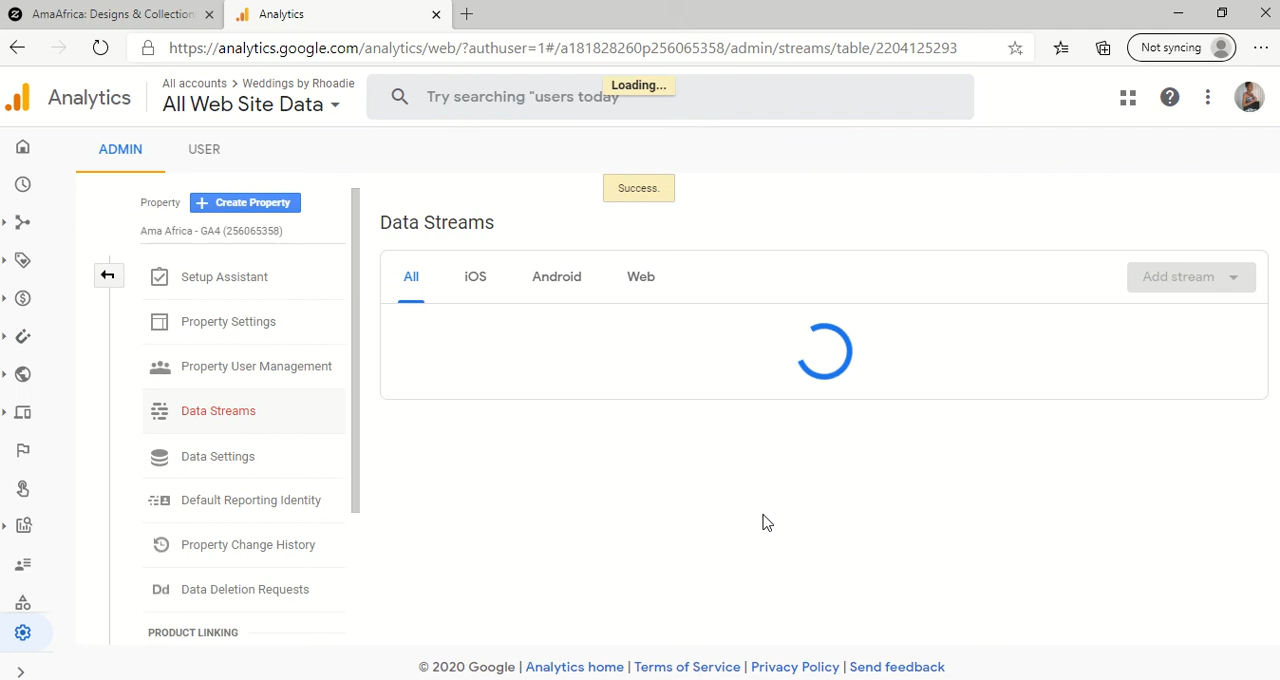 AmaAfrica: Designs & Collection
Analytics
https://analytics.google.com/analytics/web/?authuser=1#/a181828260p256065358/admin/streams/table/2204125293
Not syncing
Analytics
All accounts > Weddings by Rhoadie
All Web Site Data
Try searching "users today
Loading...
ADMIN
USER
Success.
Property
+ Create Property
Ama Africa - GA4 (256065358)
Setup Assistant
Property Settings
Property User Management
Data Streams
Data Settings
Default Reporting Identity
Property Change History
Dd Data Deletion Requests
PRODUCT LINKING
Data Streams
All
iOS
Android
Web
Add stream
© 2020 Google | Analytics home | Terms of Service | Privacy Policy | Send feedback